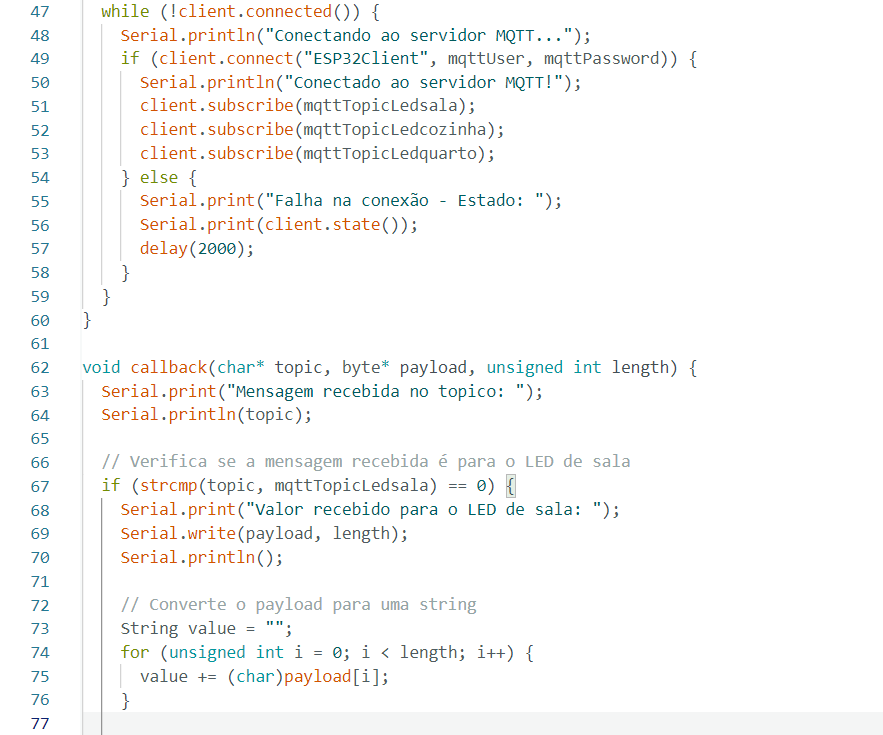 47 while (!client.connected()) {
48 Serial.println("Conectando ao servidor MQTT...");
49 if (client.connect("ESP32Client", mqttUser, mqttPassword)) {
50 Serial.println("Conectado ao servidor MQTT!");
51 client.subscribe(mqttTopicLedsala);
52 client.subscribe(mqttTopicLedcozinha);
53 client.subscribe(mqttTopicLedquarto);
54 } else {
55 Serial.print("Falha na conexão - Estado: ");
56 Serial.print(client.state());
57 delay(2000);
58 }
59 }
60 }
61
62 void callback(char* topic, byte* payload, unsigned int length) {
63 Serial.print("Mensagem recebida no topico: ");
64 Serial.println(topic);
65
66 // Verifica se a mensagem recebida é para o LED de sala
67 if (strcmp(topic, mqttTopicLedsala) == 0) {
68 Serial.print("Valor recebido para o LED de sala: ");
69 Serial.write(payload, length);
70 Serial.println();
71
72 // Converte o payload para uma string
73 String value = "";
74 for (unsigned int i = 0; i < length; i++) {
75 value += (char)payload[i];
76 }
77